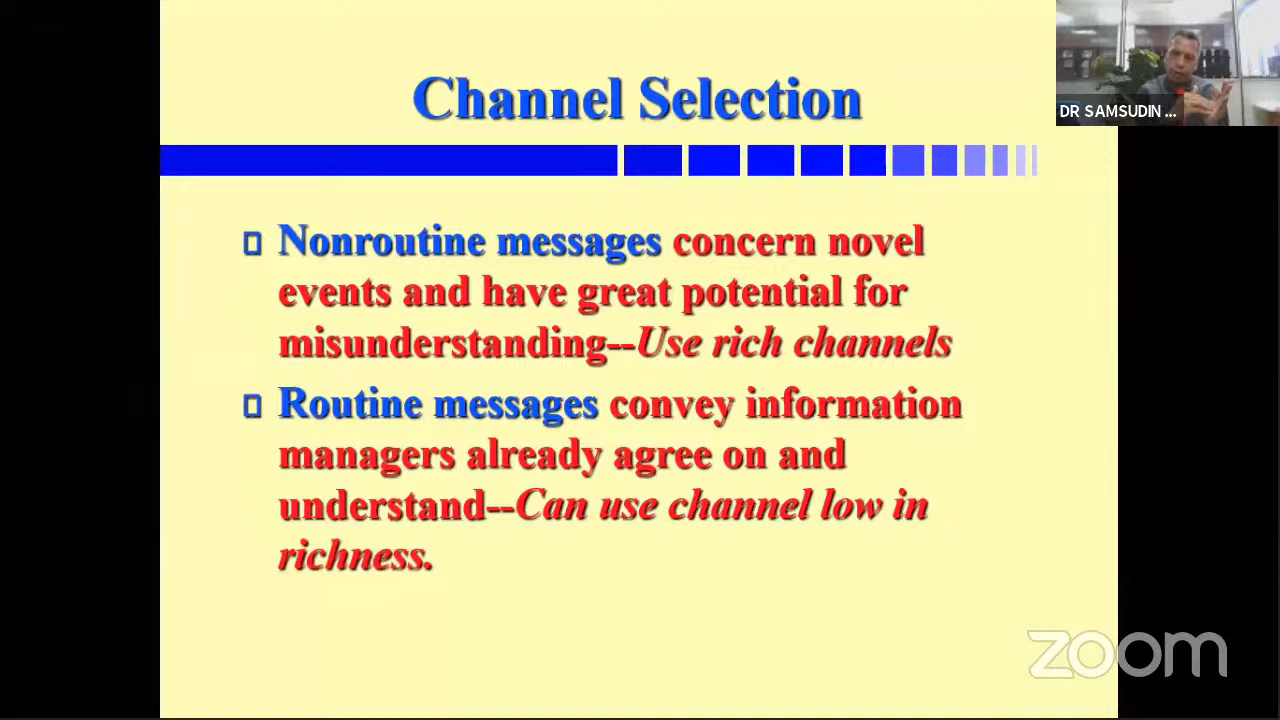 Channel Selection
DR SAMSUDIN ...
Nonroutine messages concern novel
events and have great potential for
misunderstanding--Use rich channels
Routine messages convey information
managers already agree on and
understand--Can use channel low in
richness.
zoom